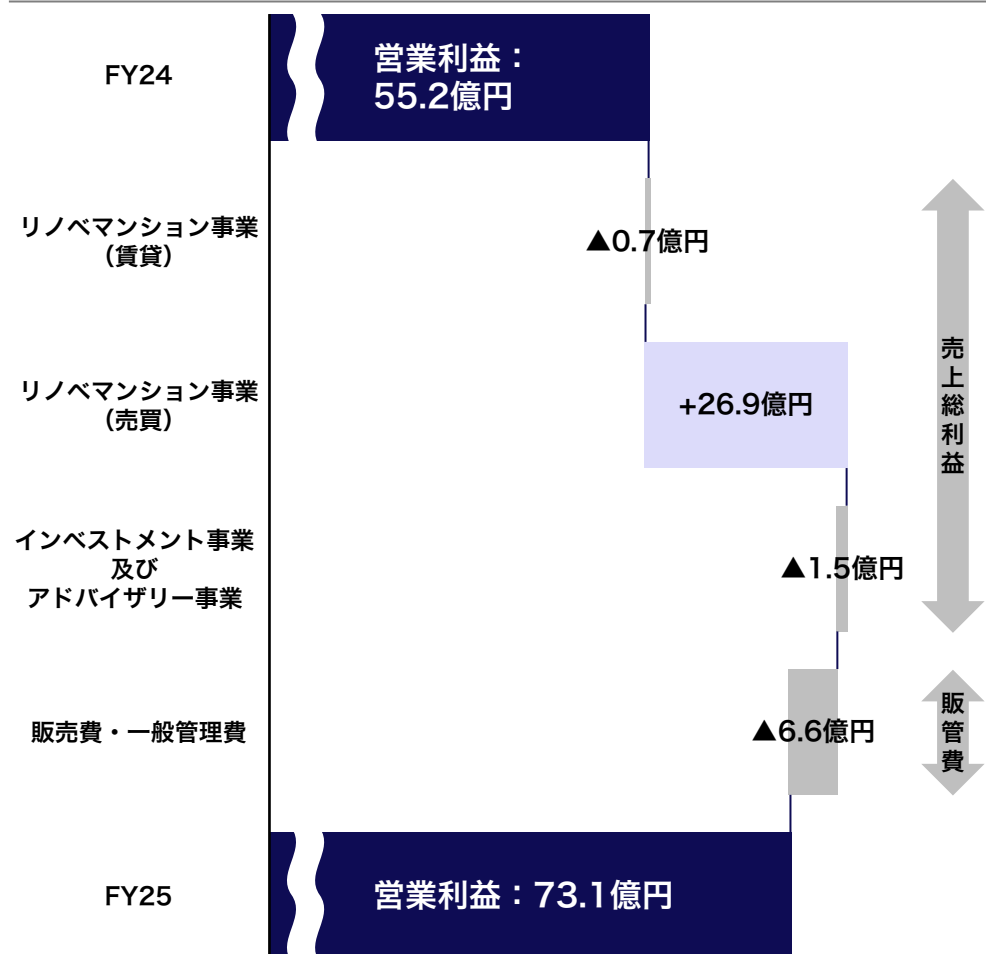 FY24
営業利益：
55.2億円
リノベマンション事業
（賃貸）
▲0.7億円
リノベマンション事業
（売買）
+26.9億円
インベストメント事業
及び
アドバイザリー事業
▲1.5億円
売上総利益
販売費・一般管理費
▲6.6億円
販管費
FY25
営業利益：73.1億円